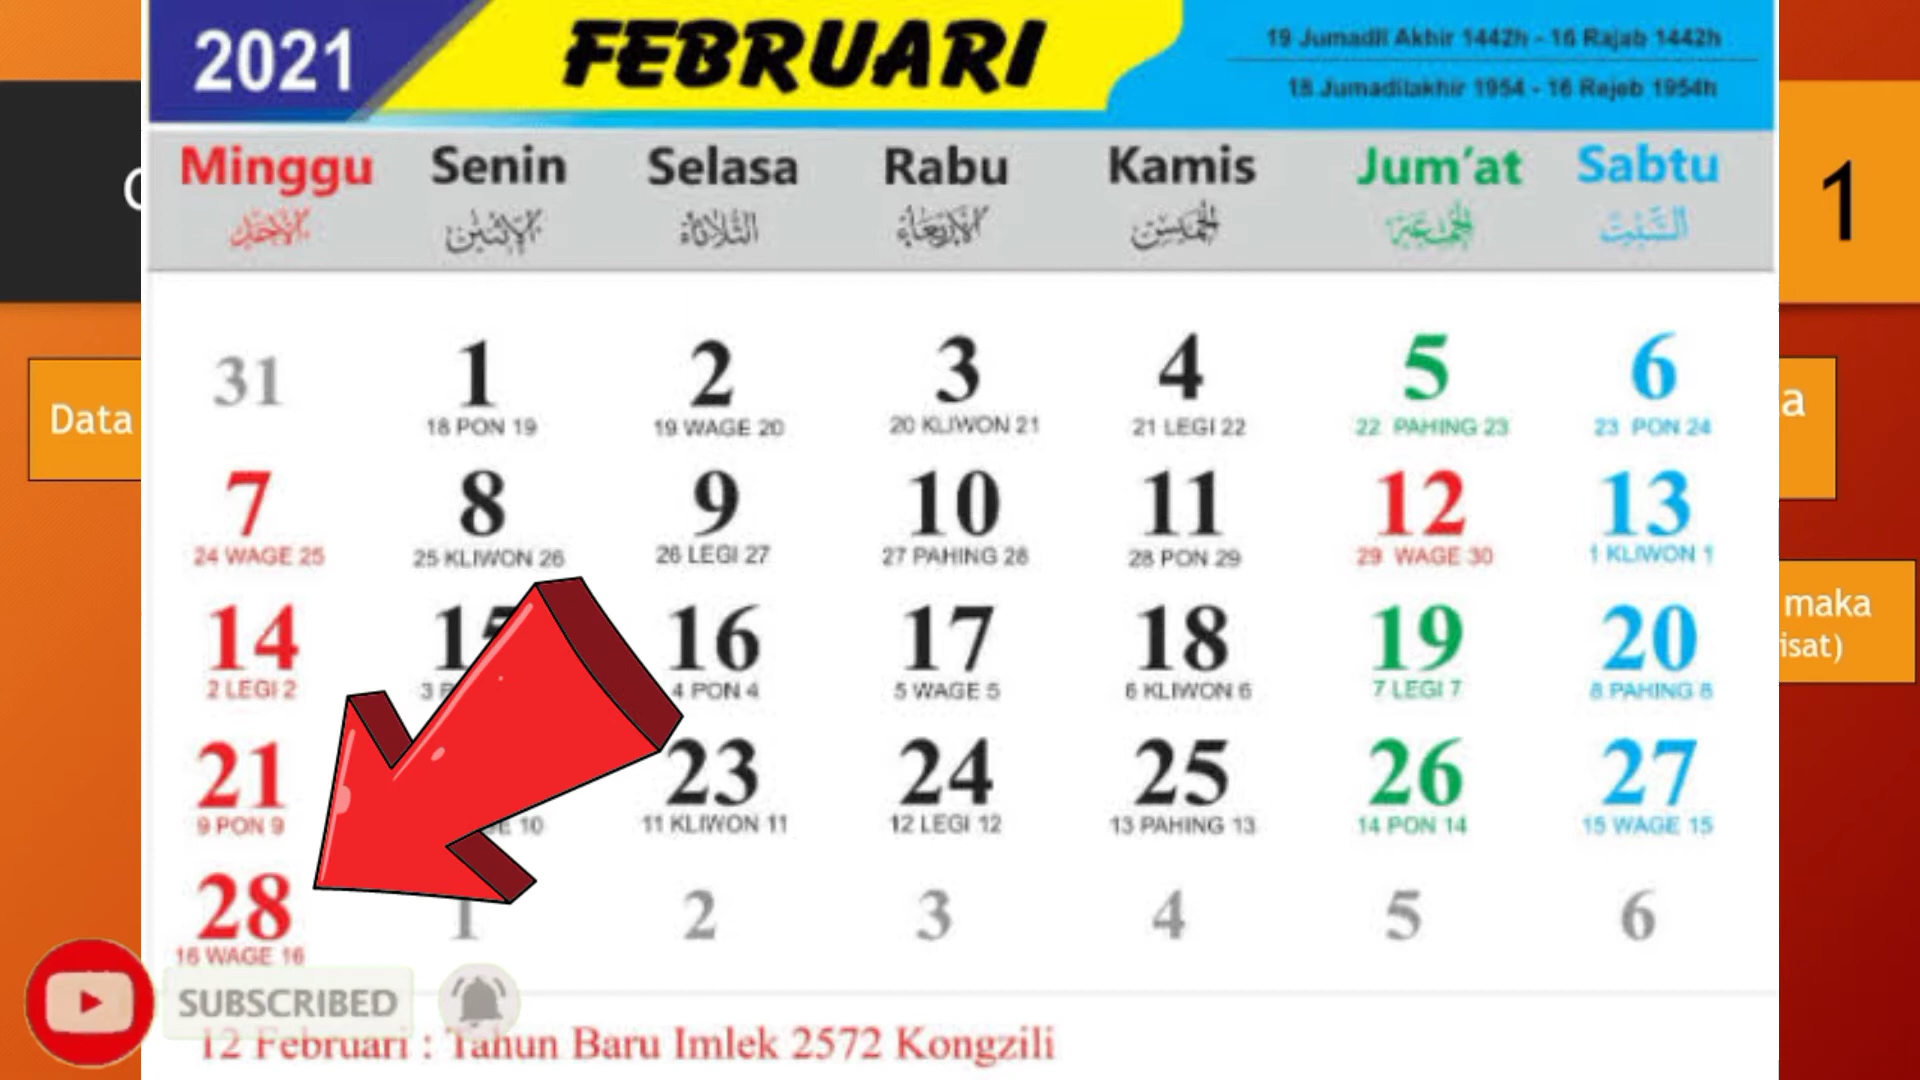 2021
FEBRUARI
19 Jumadil Akhir 1442h - 16 Rajab 1442h
18 Jumadilakhir 1954 - 16 Rejeb 1954h
Minggu Senin Selasa Rabu Kamis Jum'at Sabtu
الأحد الإثنين الثلاثاء الأربعاء الخميس الجمعة السبت
1
31 1 2 3 4 5 6
18 PON 19 19 WAGE 20 20 KLIWON 21 21 LEGI 22 22 PAHING 23 23 PON 24
Data
a
7 8 9 10 11 12 13
24 WAGE 25 25 KLIWON 26 26 LEGI 27 27 PAHING 28 28 PON 29 29 WAGE 30 1 KLIWON 1
14 15 16 17 18 19 20
2 LEGI 2 3 4 PON 4 5 WAGE 5 6 KLIWON 6 7 LEGI 7 8 PAHING 8
maka
isat)
21 23 24 25 26 27
9 PON 9 10 11 KLIWON 11 12 LEGI 12 13 PAHING 13 14 PON 14 15 WAGE 15
28 1 2 3 4 5 6
16 WAGE 16
SUBSCRIBED
12 Februari : Tahun Baru Imlek 2572 Kongzili